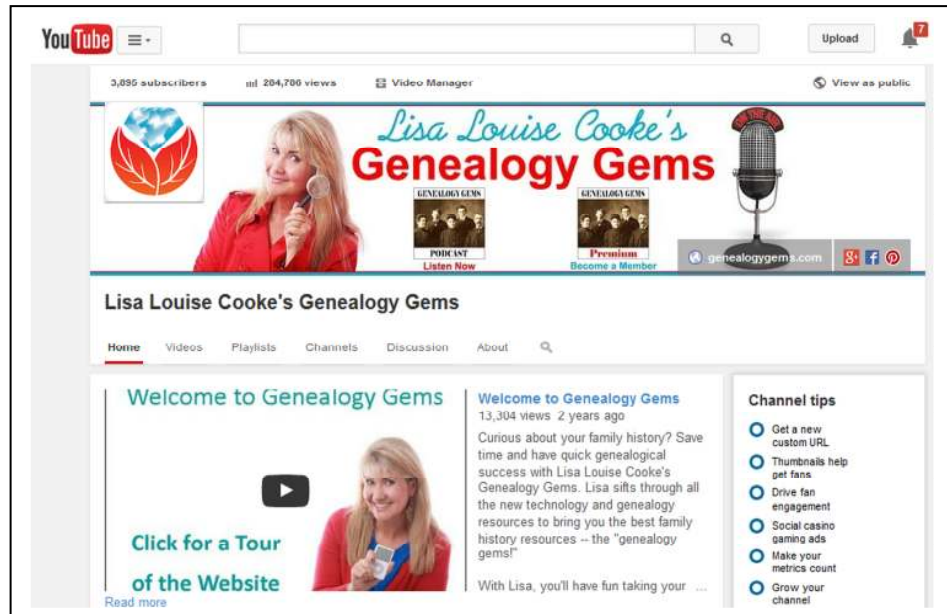 YouTube
Upload
7
3,895 subscribers 264,786 views Video Manager View as public
Lisa Louise Cooke's
Genealogy Gems
ON THE AIR
GENEALOGY GEMS
PODCAST
Listen Now
GENEALOGY GEMS
Premium
Become a Member
genealogygems.com
Lisa Louise Cooke's Genealogy Gems
Home Videos Playlists Channels Discussion About
Welcome to Genealogy Gems
Click for a Tour
of the Website
Welcome to Genealogy Gems
13,304 views 2 years ago
Curious about your family history? Save
time and have quick genealogical
success with Lisa Louise Cooke's
Genealogy Gems. Lisa sifts through all
the new technology and genealogy
resources to bring you the best family
history resources -- the "genealogy
gems!"
With Lisa, you'll have fun taking your ...
Read more
Channel tips
Get a new
custom URL
Thumbnails help
get fans
Drive fan
engagement
Social casino
gaming ads
Make your
metrics count
Grow your
channel